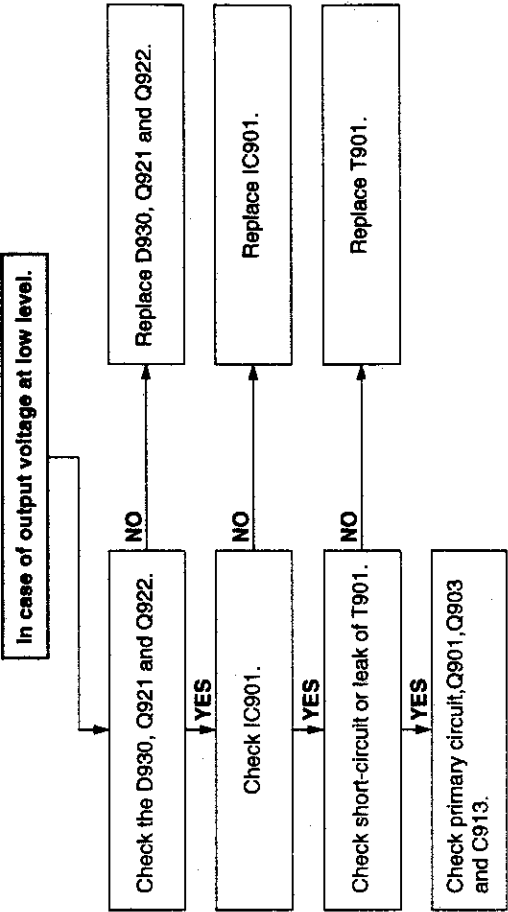 In case of output voltage at low level.
Check the D930, Q921 and Q922.
NO
Replace D930, Q921 and Q922.
YES
Check IC901.
NO
Replace IC901.
YES
Check short-circuit or leak of T901.
NO
Replace T901.
YES
Check primary circuit,Q901,Q903
and C913.